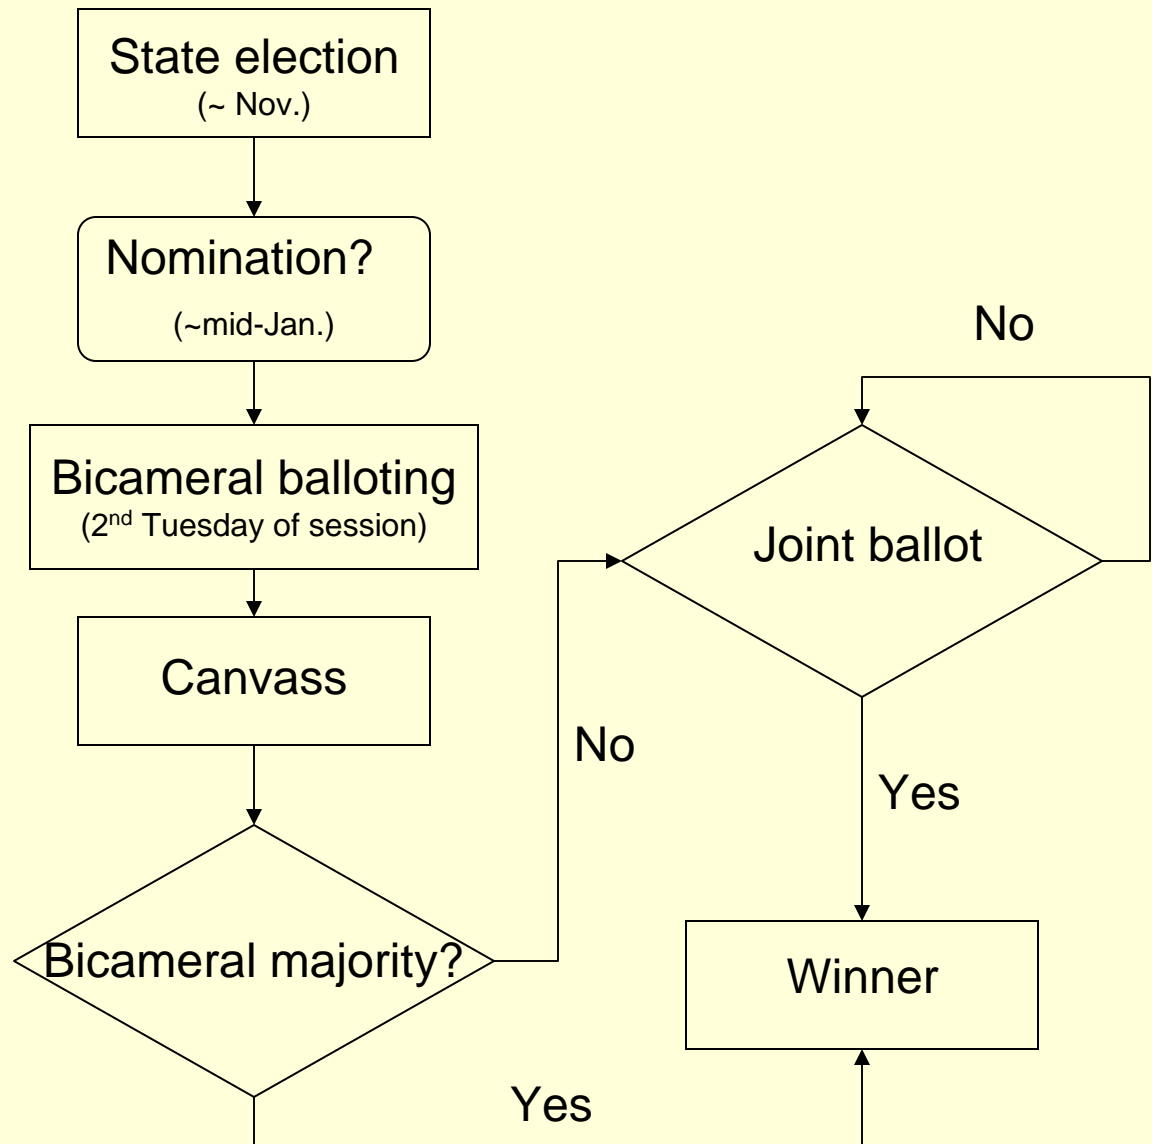 State election
(~ Nov.)
Nomination?
(~mid-Jan.)
Bicameral balloting
(2nd Tuesday of session)
Canvass
Bicameral majority?
No
Yes
No
Joint ballot
Yes
Winner